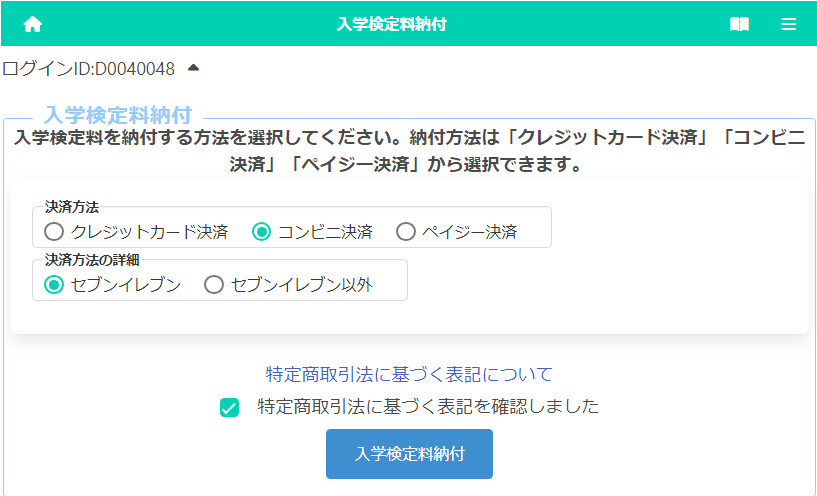 入学検定料納付
ログインID:D0040048
入学検定料納付
入学検定料を納付する方法を選択してください。納付方法は「クレジットカード決済」「コンビニ
決済」「ペイジー決済」から選択できます。
決済方法
クレジットカード決済 コンビニ決済 ペイジー決済
決済方法の詳細
セブンイレブン セブンイレブン以外
特定商取引法に基づく表記について
特定商取引法に基づく表記を確認しました
入学検定料納付